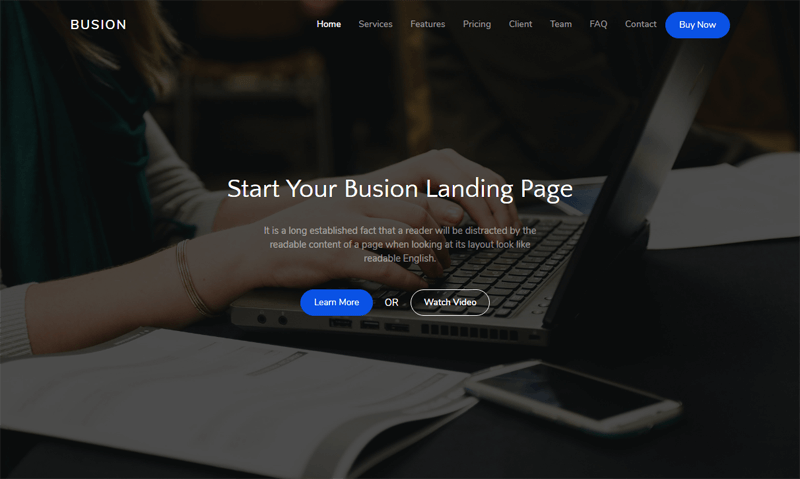 BUSION
Home Services Features Pricing Client Team FAQ Contact Buy Now
Start Your Busion Landing Page
It is a long established fact that a reader will be distracted by the
readable content of a page when looking at its layout look like
readable English.
Learn More OR Watch Video